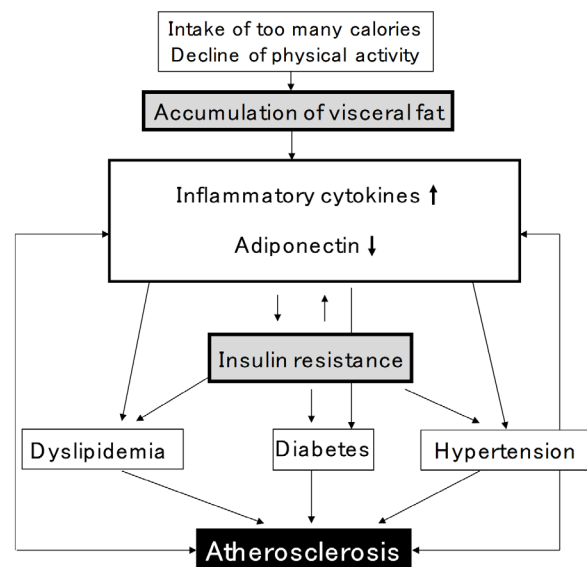 Intake of too many calories
Decline of physical activity
Accumulation of visceral fat
Inflammatory cytokines ↑
Adiponectin ↓
Insulin resistance
Dyslipidemia
Diabetes
Hypertension
Atherosclerosis